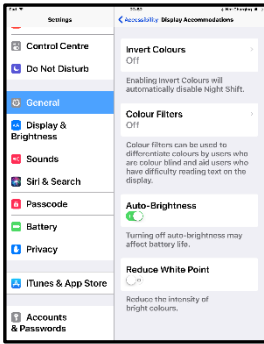 Settings
Control Centre
Do Not Disturb
General
Display &
Brightness
Sounds
Siri & Search
Passcode
Battery
Privacy
iTunes & App Store
Accounts
& Passwords
Accessibility Display Accommodations
Invert Colours
Off
Enabling Invert Colours will
automatically disable Night Shift.
Colour Filters
Off
Colour filters can be used to
differentiate colours by users who
are colour blind and aid users who
have difficulty reading text on the
display.
Auto-Brightness
Turning off auto-brightness may
affect battery life.
Reduce White Point
Reduce the intensity of
bright colours.